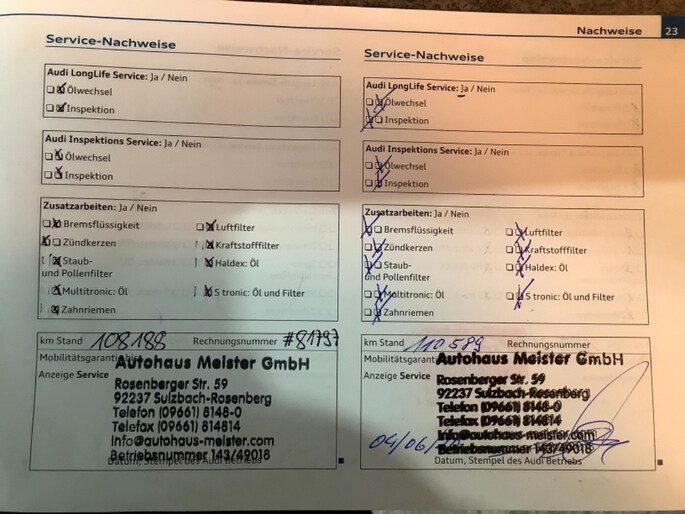 Nachweise 23
Service-Nachweise
Audi LongLife Service: Ja / Nein
Ölwechsel
Inspektion
Audi Inspektions Service: Ja / Nein
Ölwechsel
Inspektion
Zusatzarbeiten: Ja / Nein
Bremsflüssigkeit
Luftfilter
Zündkerzen
Kraftstofffilter
Staub-
und Pollenfilter
Haldex: Öl
Multitronic: Öl
S tronic: Öl und Filter
Zahnriemen
km Stand 108188 Rechnungsnummer #81797
Mobilitätsgarantie
Autohaus Meister GmbH
Anzeige Service
Rosenberger Str. 59
92237 Sulzbach-Rosenberg
Telefon (09661) 8148-0
Telefax (09661) 814814
info@autohaus-meister.com
Betriebsnummer 143/49018
Datum, Stempel des Audi Betriebs
Service-Nachweise
Audi LongLife Service: Ja / Nein
Ölwechsel
Inspektion
Audi Inspektions Service: Ja / Nein
Ölwechsel
Inspektion
Zusatzarbeiten: Ja / Nein
Bremsflüssigkeit
Luftfilter
Zündkerzen
Kraftstofffilter
Staub-
und Pollenfilter
Haldex: Öl
Multitronic: Öl
S tronic: Öl und Filter
Zahnriemen
km Stand 110589 Rechnungsnummer
Mobilitätsgarantie
Autohaus Meister GmbH
Anzeige Service
Rosenberger Str. 59
92237 Sulzbach-Rosenberg
Telefon (09661) 8148-0
Telefax (09661) 814814
info@autohaus-meister.com
04/06/
Betriebsnummer 143/49018
Datum, Stempel des Audi Betriebs